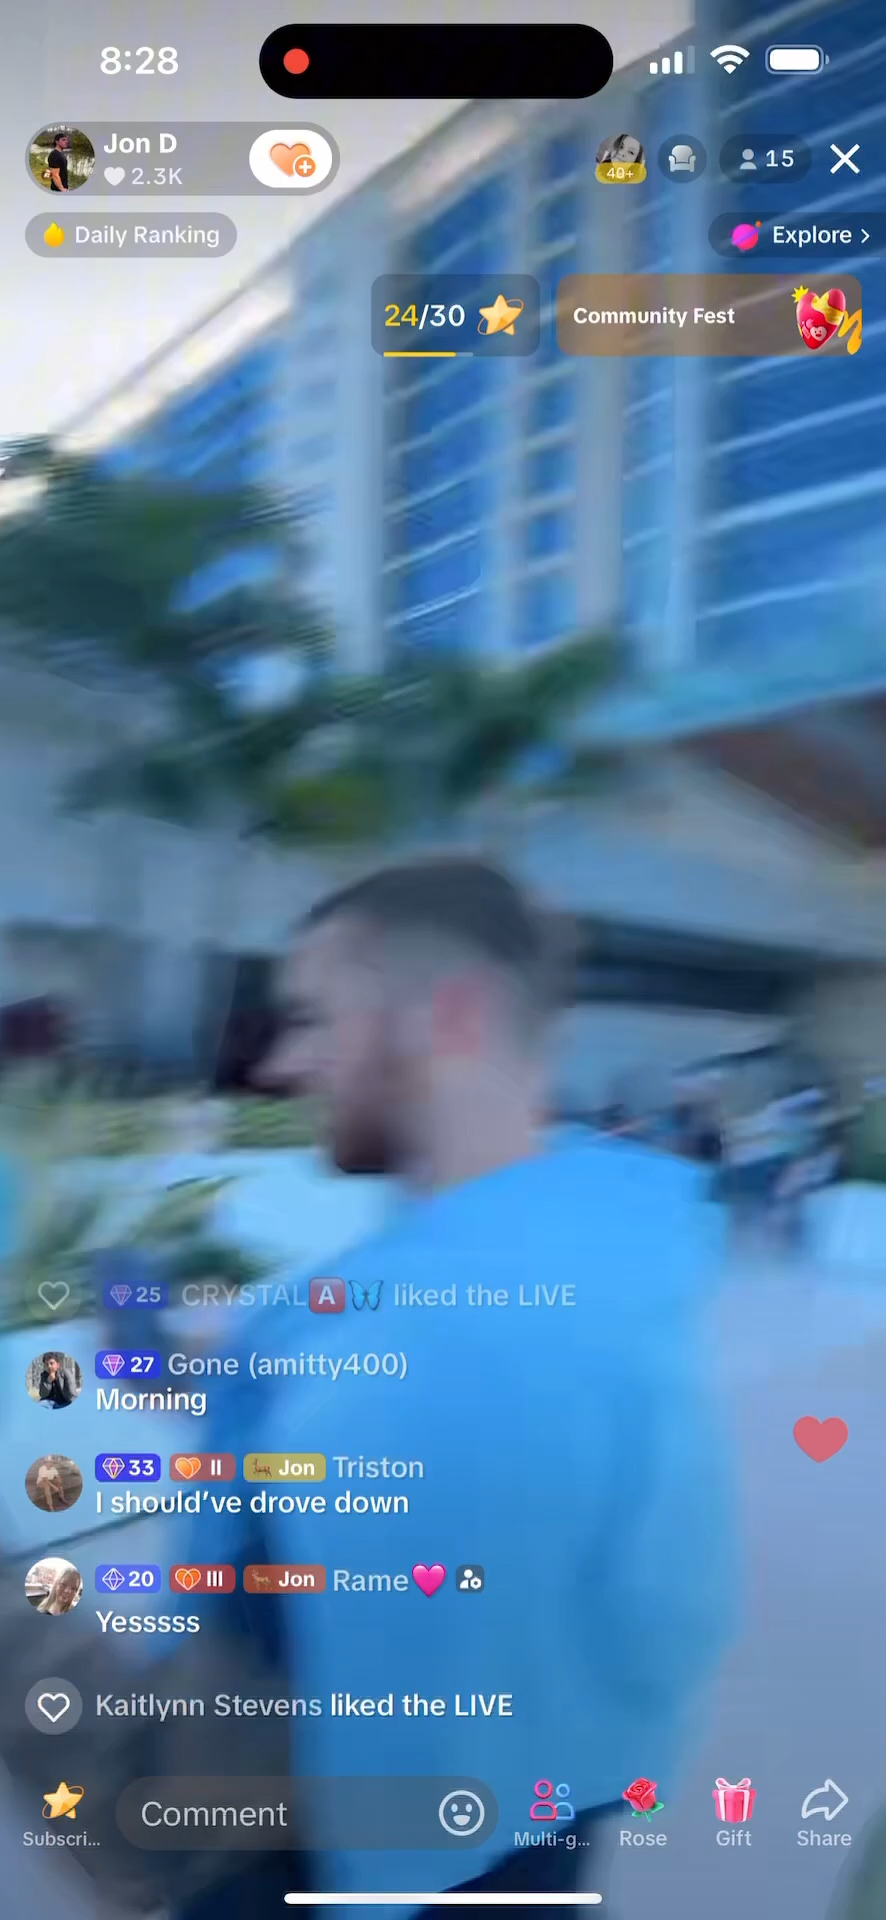 8:28
Jon D
2.3K
40+
15
Daily Ranking
Explore >
24/30
Community Fest
25 CRYSTAL🅰️🦋 liked the LIVE
27 Gone (amitty400)
Morning
33 II Jon Triston
I should've drove down
20 III Jon Rame🩷
Yesssss
Kaitlynn Stevens liked the LIVE
Comment
Subscri...
Multi-g...
Rose
Gift
Share